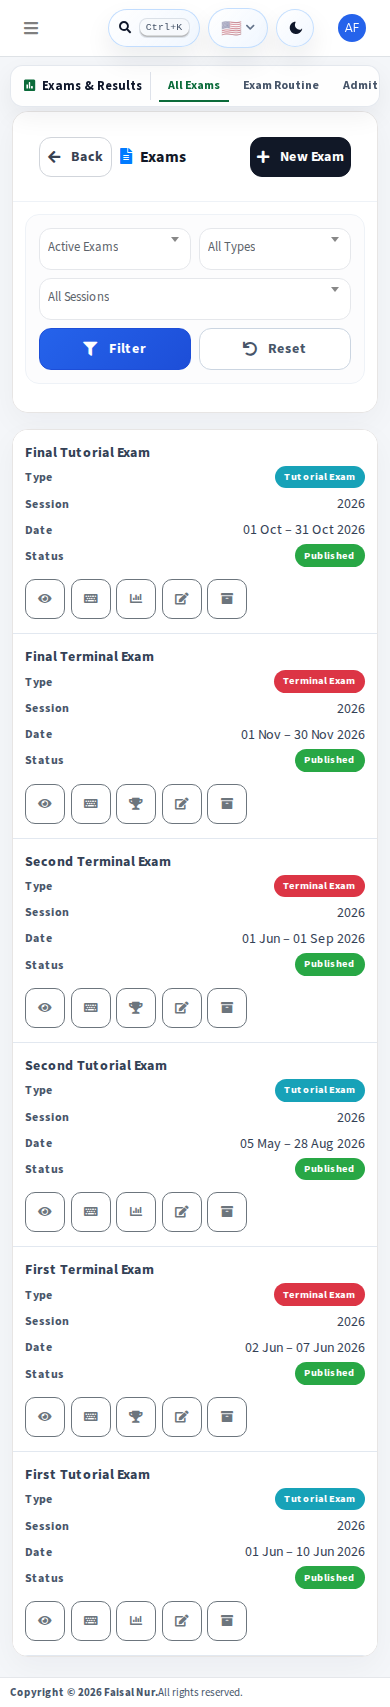 Ctrl+K
AF
Exams & Results All Exams Exam Routine Admit
Back Exams New Exam
Active Exams All Types
All Sessions
Filter Reset
Final Tutorial Exam
Type Tutorial Exam
Session 2026
Date 01 Oct – 31 Oct 2026
Status Published
Final Terminal Exam
Type Terminal Exam
Session 2026
Date 01 Nov – 30 Nov 2026
Status Published
Second Terminal Exam
Type Terminal Exam
Session 2026
Date 01 Jun – 01 Sep 2026
Status Published
Second Tutorial Exam
Type Tutorial Exam
Session 2026
Date 05 May – 28 Aug 2026
Status Published
First Terminal Exam
Type Terminal Exam
Session 2026
Date 02 Jun – 07 Jun 2026
Status Published
First Tutorial Exam
Type Tutorial Exam
Session 2026
Date 01 Jun – 10 Jun 2026
Status Published
Copyright © 2026 Faisal Nur.All rights reserved.